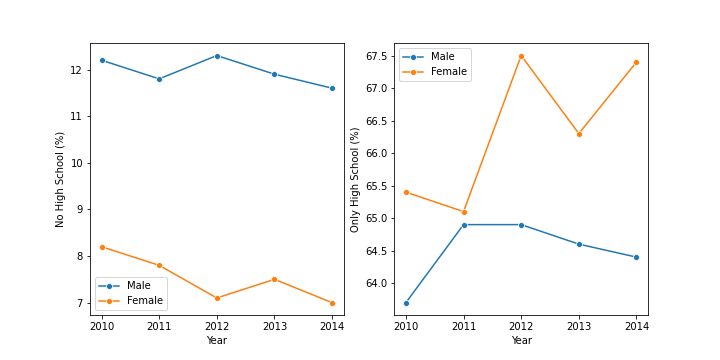 No High School (%)
12
11
10
9
8
7
Male
Female
2010 2011 2012 2013 2014
Year
Only High School (%)
67.5
67.0
66.5
66.0
65.5
65.0
64.5
64.0
Male
Female
2010 2011 2012 2013 2014
Year